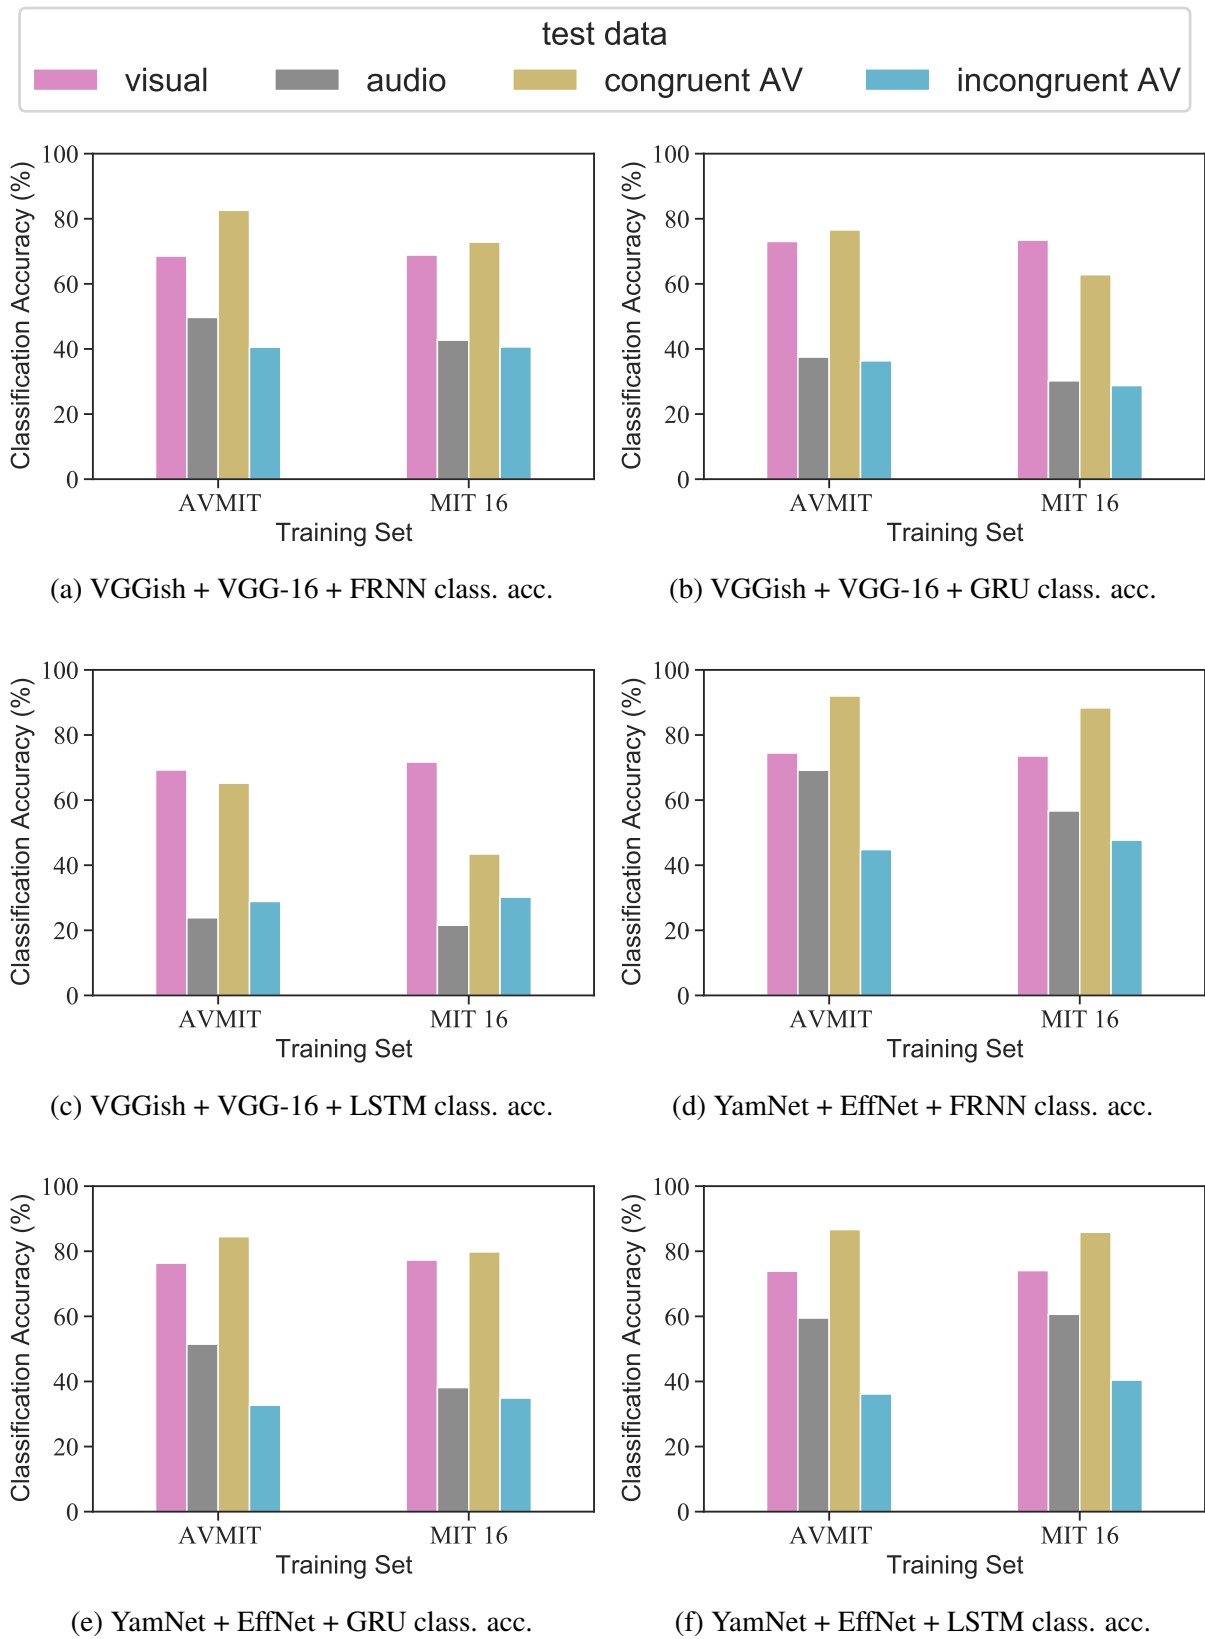 test data
visual audio congruent AV incongruent AV
100
80
60
40
20
0
Classification Accuracy (%)
AVMIT MIT 16
Training Set
(a) VGGish + VGG-16 + FRNN class. acc.
100
80
60
40
20
0
Classification Accuracy (%)
AVMIT MIT 16
Training Set
(b) VGGish + VGG-16 + GRU class. acc.
100
80
60
40
20
0
Classification Accuracy (%)
AVMIT MIT 16
Training Set
(c) VGGish + VGG-16 + LSTM class. acc.
100
80
60
40
20
0
Classification Accuracy (%)
AVMIT MIT 16
Training Set
(d) YamNet + EffNet + FRNN class. acc.
100
80
60
40
20
0
Classification Accuracy (%)
AVMIT MIT 16
Training Set
(e) YamNet + EffNet + GRU class. acc.
100
80
60
40
20
0
Classification Accuracy (%)
AVMIT MIT 16
Training Set
(f) YamNet + EffNet + LSTM class. acc.